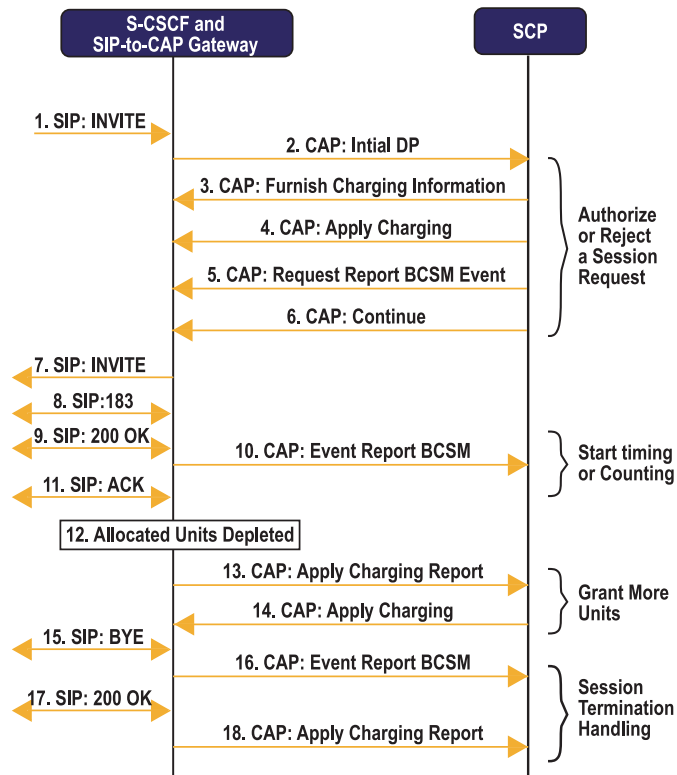 S-CSCF and
SIP-to-CAP Gateway
SCP
1. SIP: INVITE
2. CAP: Intial DP
3. CAP: Furnish Charging Information
4. CAP: Apply Charging
5. CAP: Request Report BCSM Event
6. CAP: Continue
Authorize
or Reject
a Session
Request
7. SIP: INVITE
8. SIP:183
9. SIP: 200 OK
10. CAP: Event Report BCSM
11. SIP: ACK
Start timing
or Counting
12. Allocated Units Depleted
13. CAP: Apply Charging Report
14. CAP: Apply Charging
Grant More
Units
15. SIP: BYE
16. CAP: Event Report BCSM
17. SIP: 200 OK
18. CAP: Apply Charging Report
Session
Termination
Handling